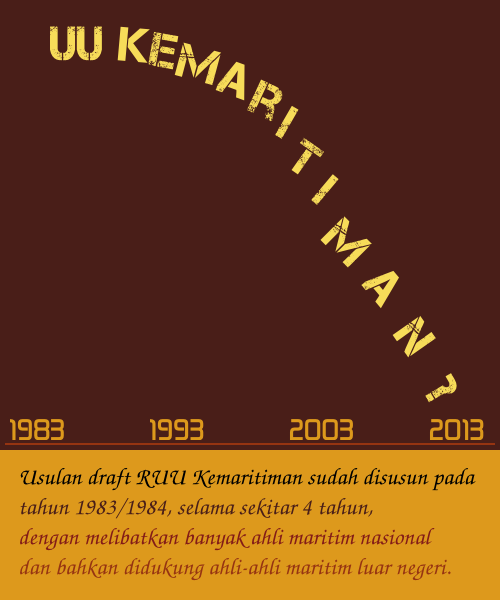 UU KEMARITIMAN ?
1983 1993 2003 2013
Usulan draft RUU Kemaritiman sudah disusun pada
tahun 1983/1984, selama sekitar 4 tahun,
dengan melibatkan banyak ahli maritim nasional
dan bahkan didukung ahli-ahli maritim luar negeri.